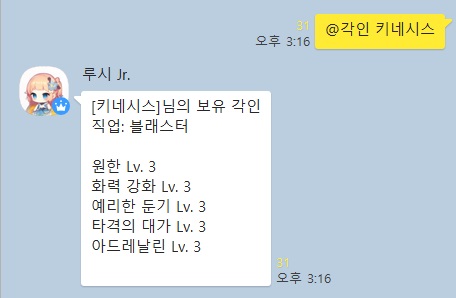 31
오후 3:16
@각인 키네시스
루시 Jr.
[키네시스]님의 보유 각인
직업: 블래스터
원한 Lv. 3
화력 강화 Lv. 3
예리한 둔기 Lv. 3
타격의 대가 Lv. 3
아드레날린 Lv. 3
31
오후 3:16